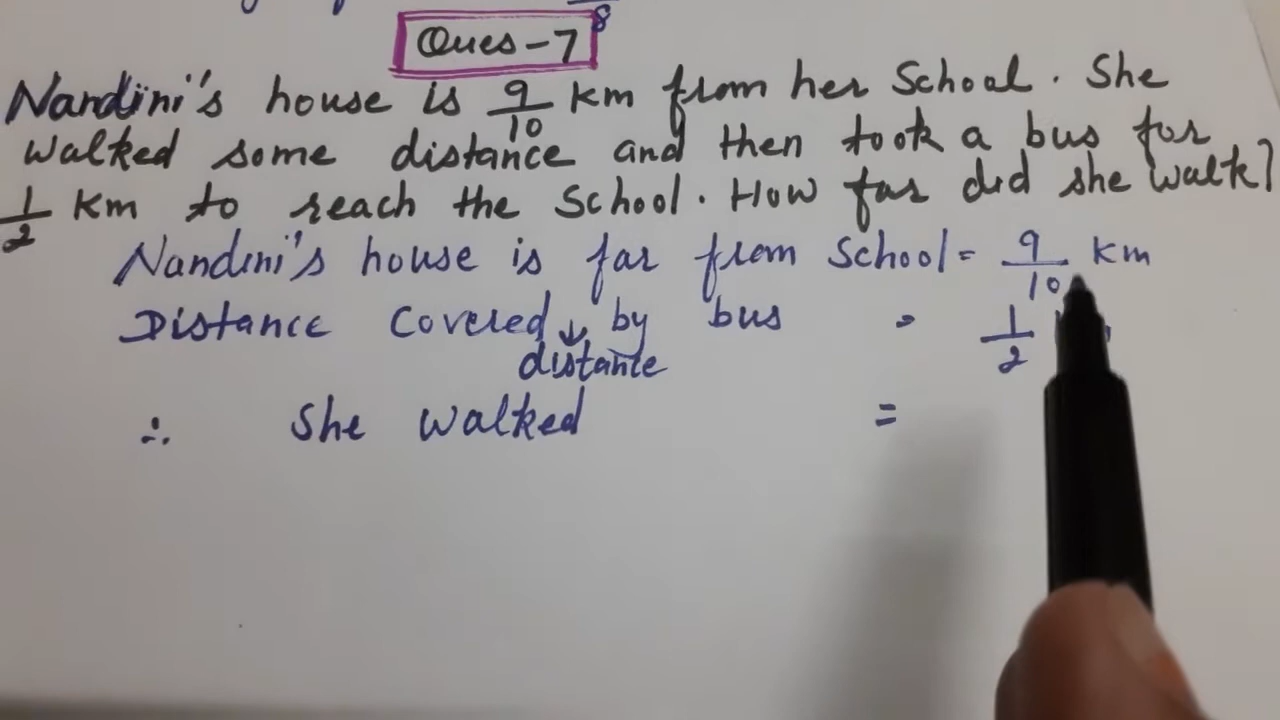 8
Ques-7
Nandini's house is 9/10 km from her School. She
walked some distance and then took a bus for
1/2 km to reach the School. How far did she walk?
Nandini's house is far from School = 9/10 km
Distance Covered ↓ by bus = 1/2
distance
∴ She walked =